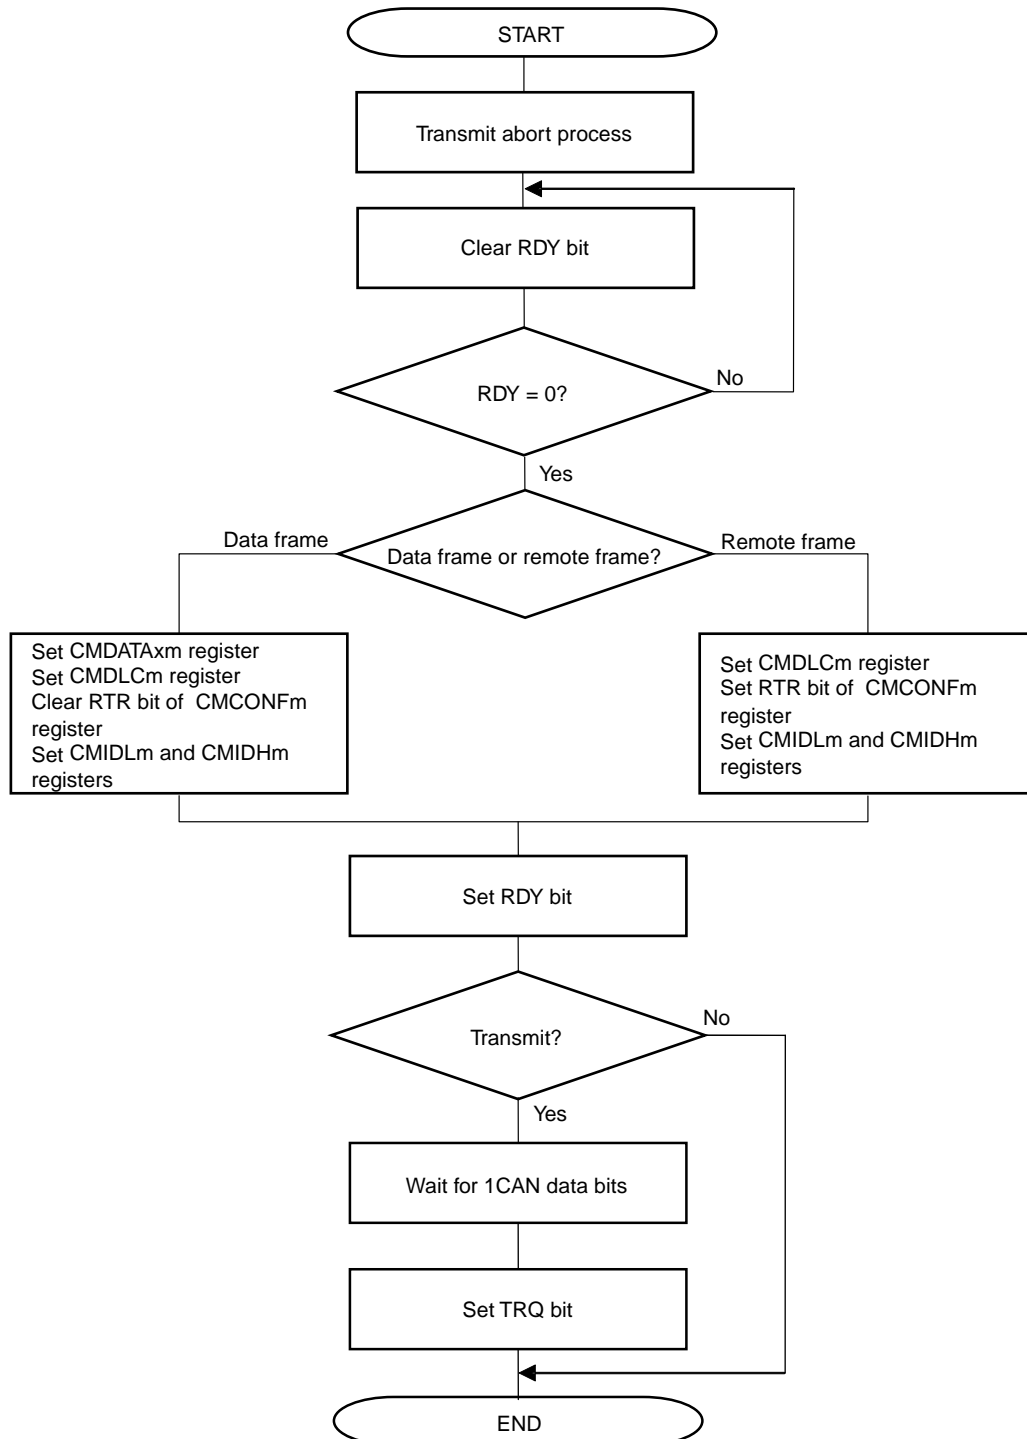 START
Transmit abort process
Clear RDY bit
RDY = 0?
No
Yes
Data frame
Data frame or remote frame?
Remote frame
Set CMDATAxm register
Set CMDLCm register
Clear RTR bit of CMCONFm
register
Set CMIDLm and CMIDHm
registers
Set CMDLCm register
Set RTR bit of CMCONFm
register
Set CMIDLm and CMIDHm
registers
Set RDY bit
Transmit?
No
Yes
Wait for 1CAN data bits
Set TRQ bit
END